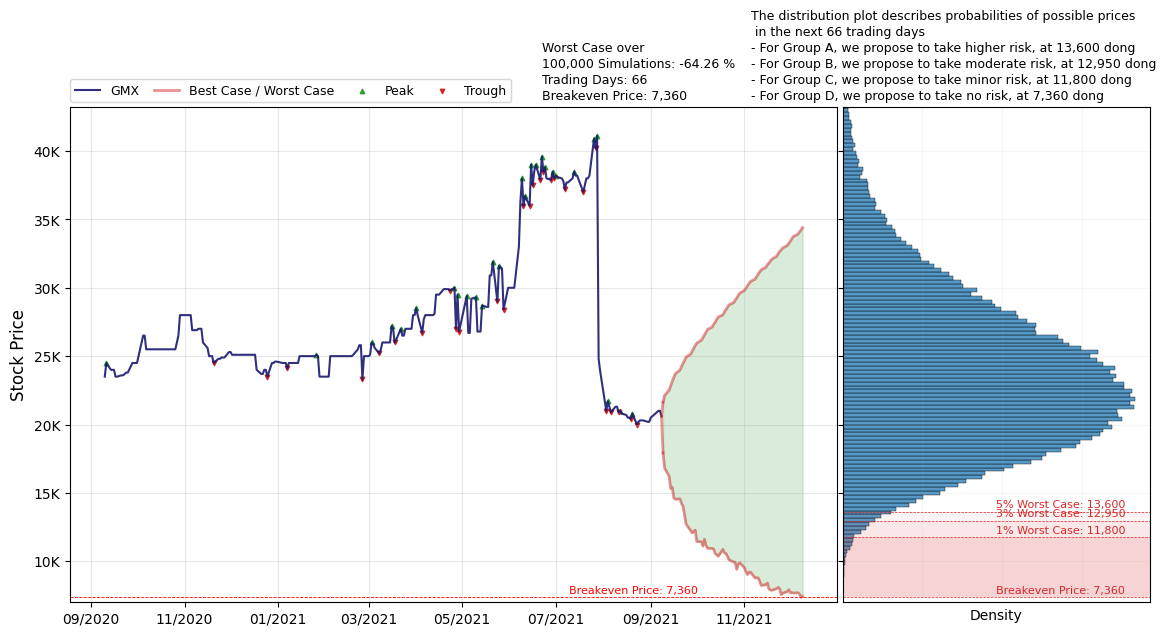 The distribution plot describes probabilities of possible prices
in the next 66 trading days
- For Group A, we propose to take higher risk, at 13,600 dong
- For Group B, we propose to take moderate risk, at 12,950 dong
- For Group C, we propose to take minor risk, at 11,800 dong
- For Group D, we propose to take no risk, at 7,360 dong
Worst Case over
100,000 Simulations: -64.26 %
Trading Days: 66
Breakeven Price: 7,360
GMX
Best Case / Worst Case
Peak
Trough
Stock Price
40K
35K
30K
25K
20K
15K
10K
Breakeven Price: 7,360
09/2020
11/2020
01/2021
03/2021
05/2021
07/2021
09/2021
11/2021
5% Worst Case: 13,600
3% Worst Case: 12,950
1% Worst Case: 11,800
Breakeven Price: 7,360
Density